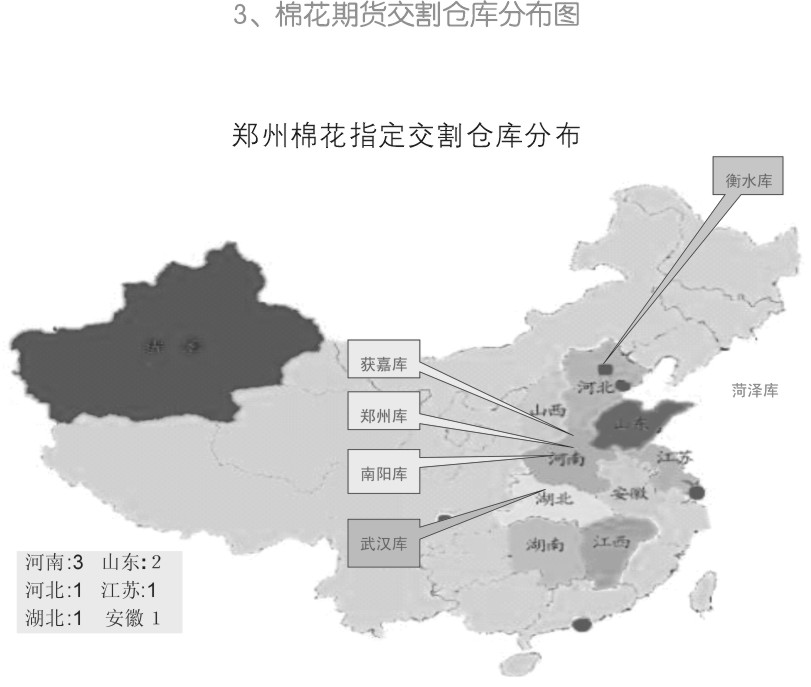 3、棉花期货交割仓库分布图
郑州棉花指定交割仓库分布
衡水库
获嘉库
河北
菏泽库
山西
郑州库
山东
河南
江苏
南阳库
湖北
安徽
武汉库
湖南
江西
河南:3 山东:2
河北:1 江苏:1
湖北:1 安徽 1